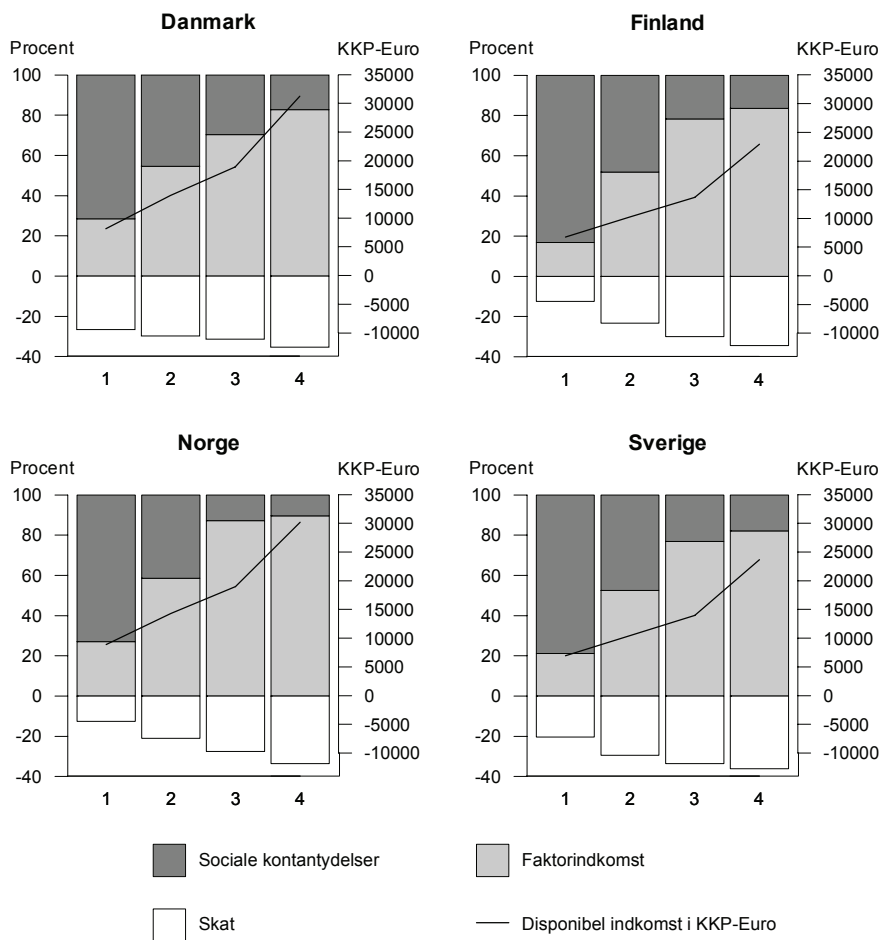 Danmark
Procent KKP-Euro
100 35000
80 30000
60 25000
40 20000
20 15000
0 10000
-20 5000
-40 0
-5000
-10000
1 2 3 4
Finland
Procent KKP-Euro
100 35000
80 30000
60 25000
40 20000
20 15000
0 10000
-20 5000
-40 0
-5000
-10000
1 2 3 4
Norge
Procent KKP-Euro
100 35000
80 30000
60 25000
40 20000
20 15000
0 10000
-20 5000
-40 0
-5000
-10000
1 2 3 4
Sverige
Procent KKP-Euro
100 35000
80 30000
60 25000
40 20000
20 15000
0 10000
-20 5000
-40 0
-5000
-10000
1 2 3 4
Sociale kontantydelser
Faktorindkomst
Skat
Disponibel indkomst i KKP-Euro